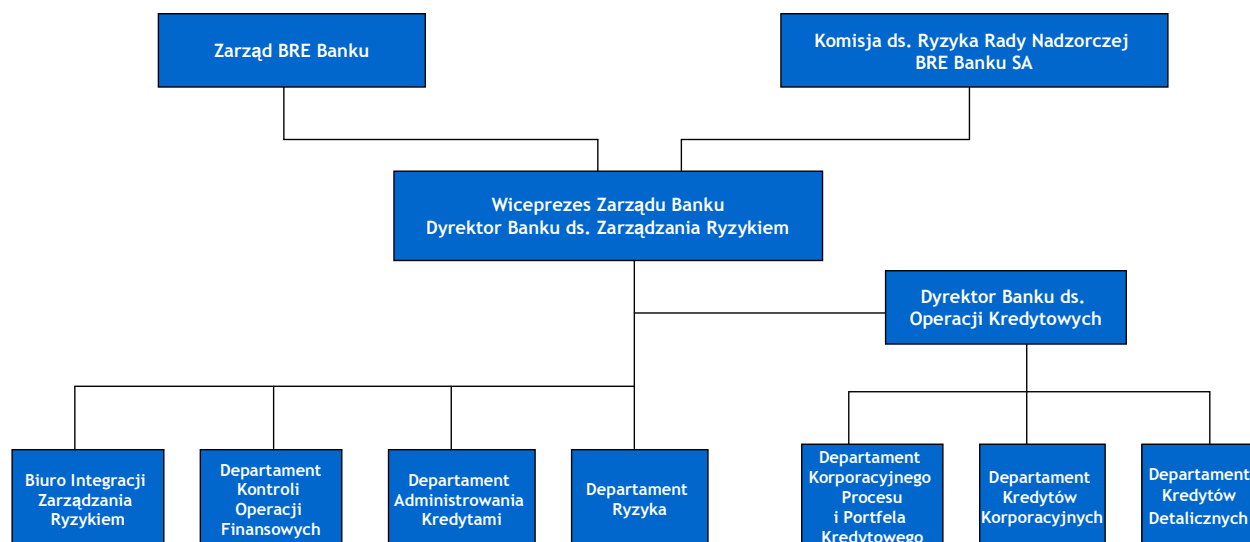 Zarząd BRE Banku
Komisja ds. Ryzyka Rady Nadzorczej
BRE Banku SA
Wiceprezes Zarządu Banku
Dyrektor Banku ds. Zarządzania Ryzykiem
Dyrektor Banku ds.
Operacji Kredytowych
Biuro Integracji
Zarządzania
Ryzykiem
Departament
Kontroli
Operacji
Finansowych
Departament
Administrowania
Kredytami
Departament
Ryzyka
Departament
Korporacyjnego
Procesu
i Portfela
Kredytowego
Departament
Kredytów
Korporacyjnych
Departament
Kredytów
Detalicznych